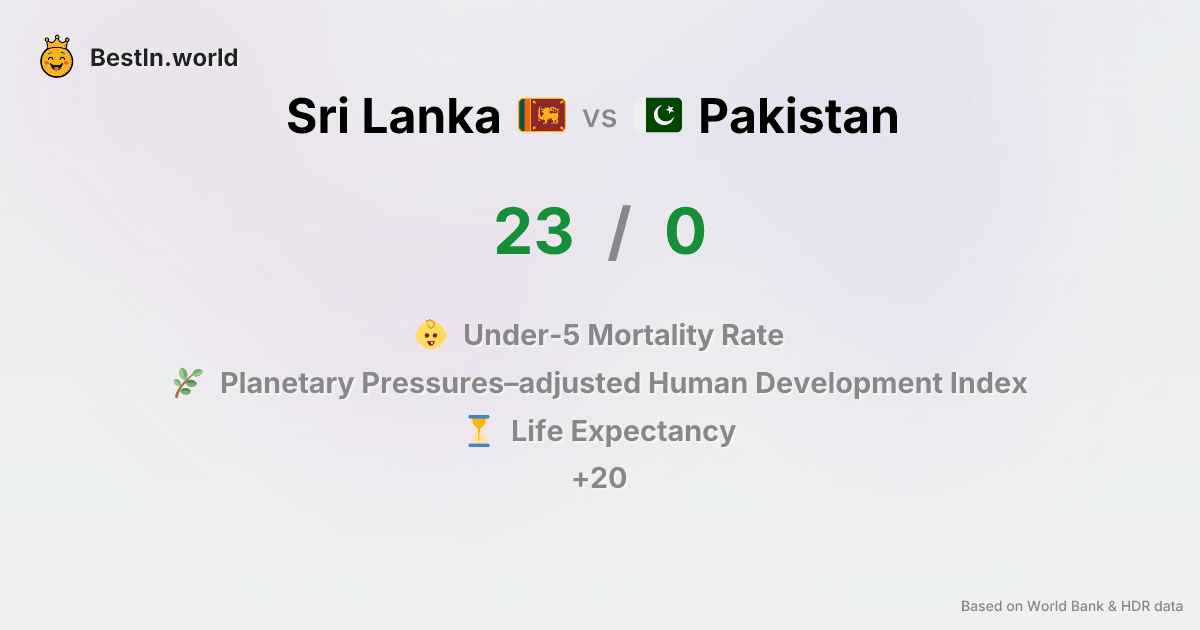 BestIn.world
Sri Lanka vs Pakistan
23 / 0
Under-5 Mortality Rate
Planetary Pressures–adjusted Human Development Index
Life Expectancy
+20
Based on World Bank & HDR data